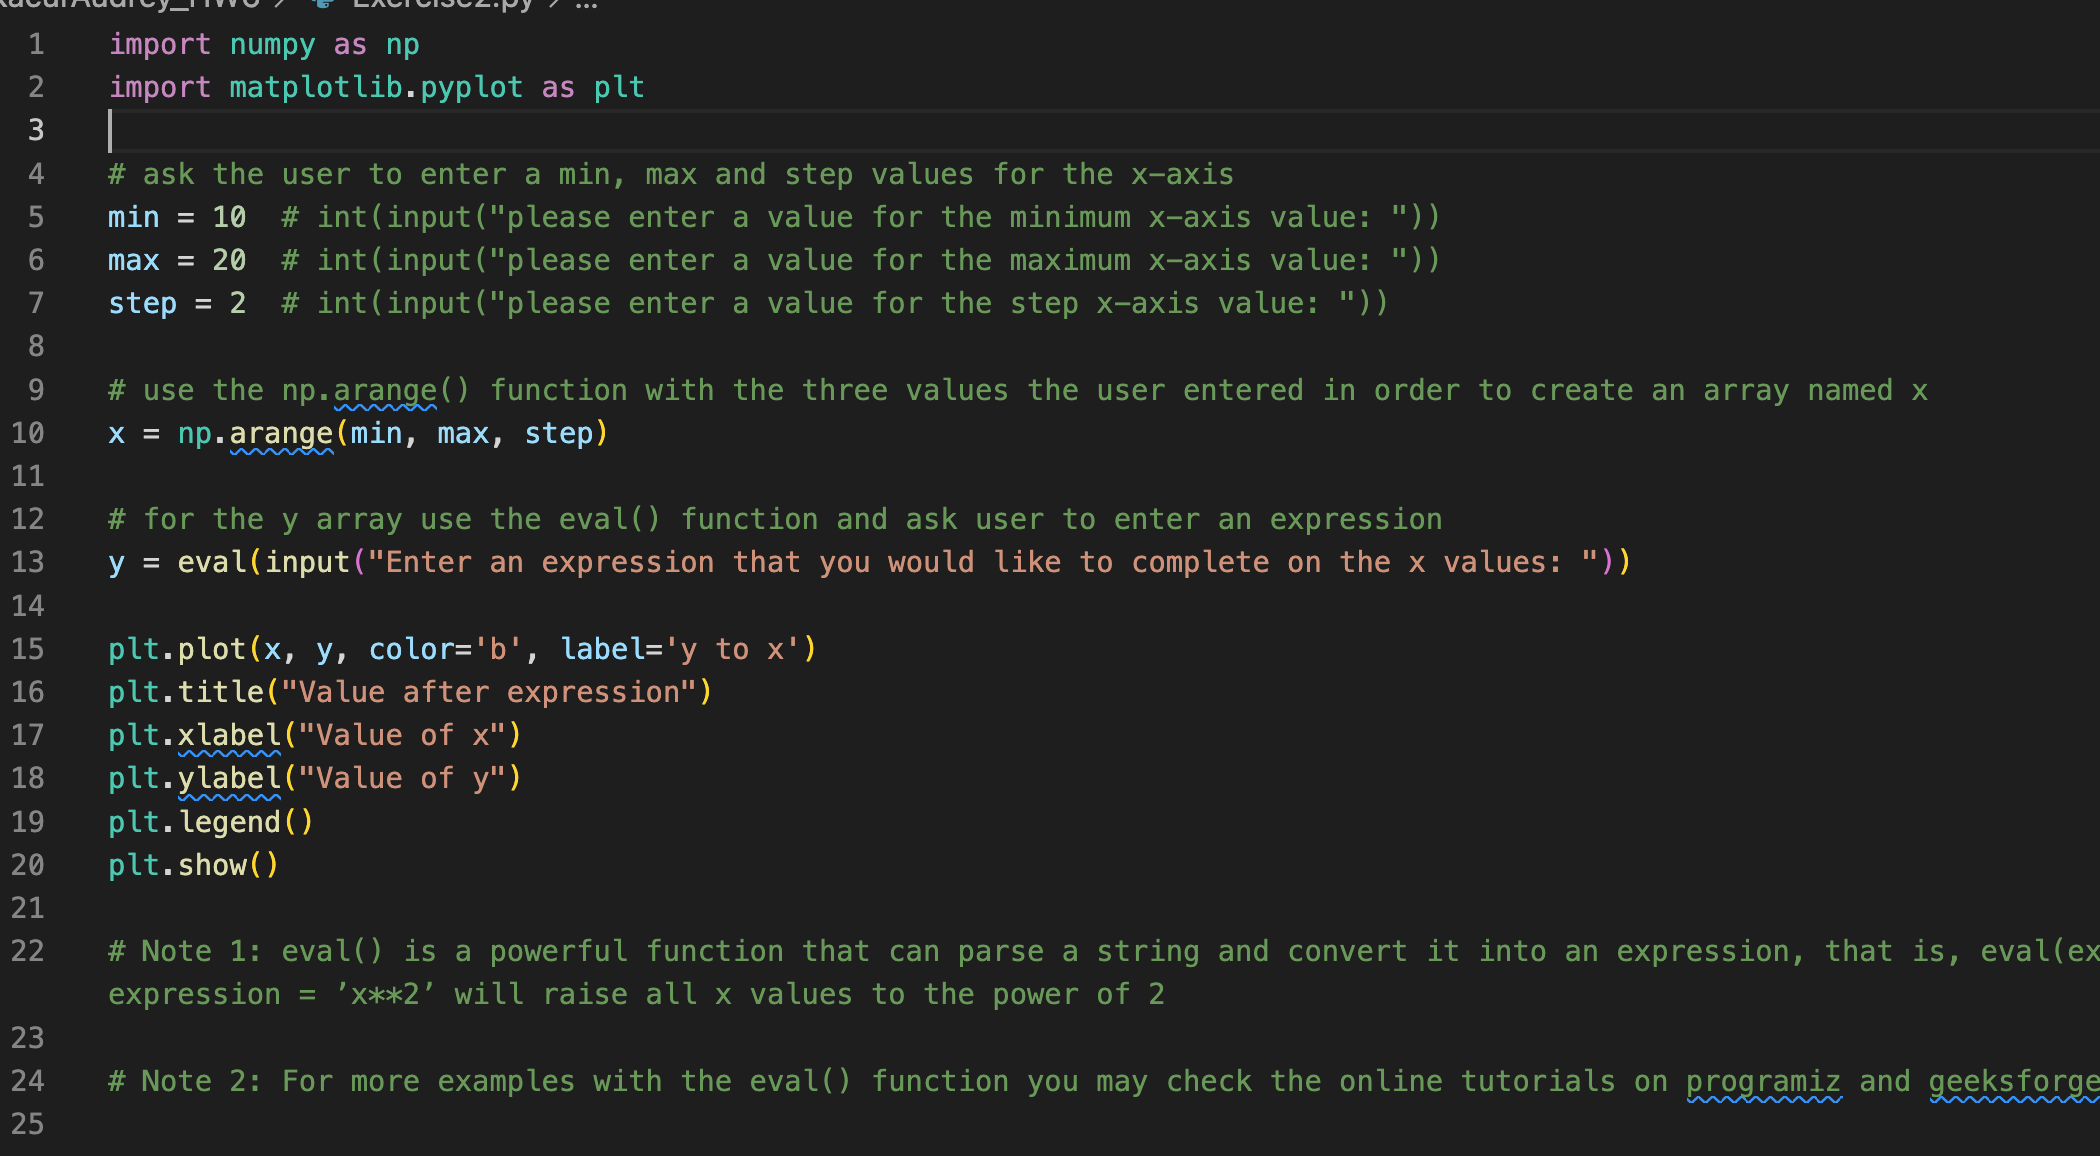 Exercise2.py > ...
1 import numpy as np
2 import matplotlib.pyplot as plt
3
4 # ask the user to enter a min, max and step values for the x-axis
5 min = 10  # int(input("please enter a value for the minimum x-axis value: "))
6 max = 20  # int(input("please enter a value for the maximum x-axis value: "))
7 step = 2  # int(input("please enter a value for the step x-axis value: "))
8
9 # use the np.arange() function with the three values the user entered in order to create an array named x
10 x = np.arange(min, max, step)
11
12 # for the y array use the eval() function and ask user to enter an expression
13 y = eval(input("Enter an expression that you would like to complete on the x values: "))
14
15 plt.plot(x, y, color='b', label='y to x')
16 plt.title("Value after expression")
17 plt.xlabel("Value of x")
18 plt.ylabel("Value of y")
19 plt.legend()
20 plt.show()
21
22 # Note 1: eval() is a powerful function that can parse a string and convert it into an expression, that is, eval(ex
expression = ’x**2’ will raise all x values to the power of 2
23
24 # Note 2: For more examples with the eval() function you may check the online tutorials on programiz and geeksforge
25